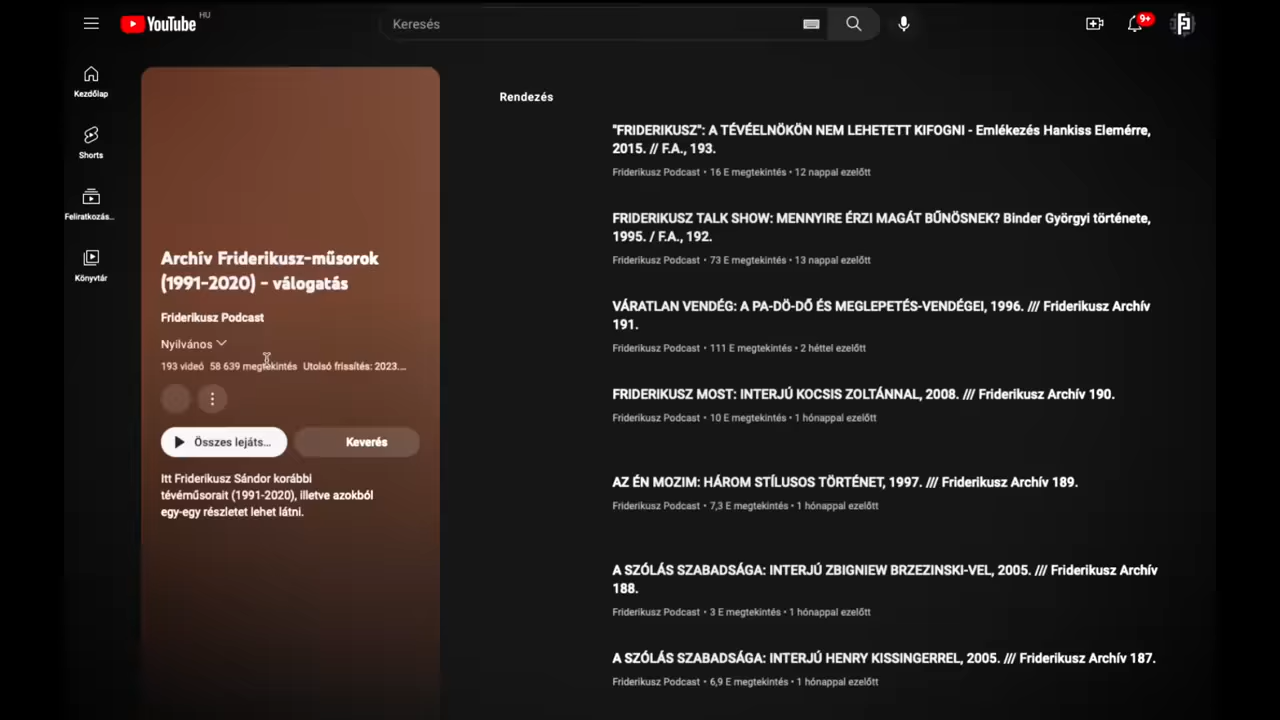 YouTube HU
Keresés
9+
Kezdőlap
Shorts
Feliratkozás...
Könyvtár
Archív Friderikusz-műsorok
(1991-2020) - válogatás
Friderikusz Podcast
Nyilvános
193 videó 58 639 megtekintés Utolsó frissítés: 2023....
Összes lejáts...
Keverés
Itt Friderikusz Sándor korábbi
tévéműsorait (1991-2020), illetve azokból
egy-egy részletet lehet látni.
Rendezés
"FRIDERIKUSZ": A TÉVÉELNÖKÖN NEM LEHETETT KIFOGNI - Emlékezés Hankiss Elemérre,
2015. // F.A., 193.
Friderikusz Podcast • 16 E megtekintés • 12 nappal ezelőtt
FRIDERIKUSZ TALK SHOW: MENNYIRE ÉRZI MAGÁT BŰNÖSNEK? Binder Györgyi története,
1995. / F.A., 192.
Friderikusz Podcast • 73 E megtekintés • 13 nappal ezelőtt
VÁRATLAN VENDÉG: A PA-DÖ-DŐ ÉS MEGLEPETÉS-VENDÉGEI, 1996. /// Friderikusz Archív
191.
Friderikusz Podcast • 111 E megtekintés • 2 héttel ezelőtt
FRIDERIKUSZ MOST: INTERJÚ KOCSIS ZOLTÁNNAL, 2008. /// Friderikusz Archív 190.
Friderikusz Podcast • 10 E megtekintés • 1 hónappal ezelőtt
AZ ÉN MOZIM: HÁROM STÍLUSOS TÖRTÉNET, 1997. /// Friderikusz Archív 189.
Friderikusz Podcast • 7,3 E megtekintés • 1 hónappal ezelőtt
A SZÓLÁS SZABADSÁGA: INTERJÚ ZBIGNIEW BRZEZINSKI-VEL, 2005. /// Friderikusz Archív
188.
Friderikusz Podcast • 3 E megtekintés • 1 hónappal ezelőtt
A SZÓLÁS SZABADSÁGA: INTERJÚ HENRY KISSINGERREL, 2005. /// Friderikusz Archív 187.
Friderikusz Podcast • 6,9 E megtekintés • 1 hónappal ezelőtt